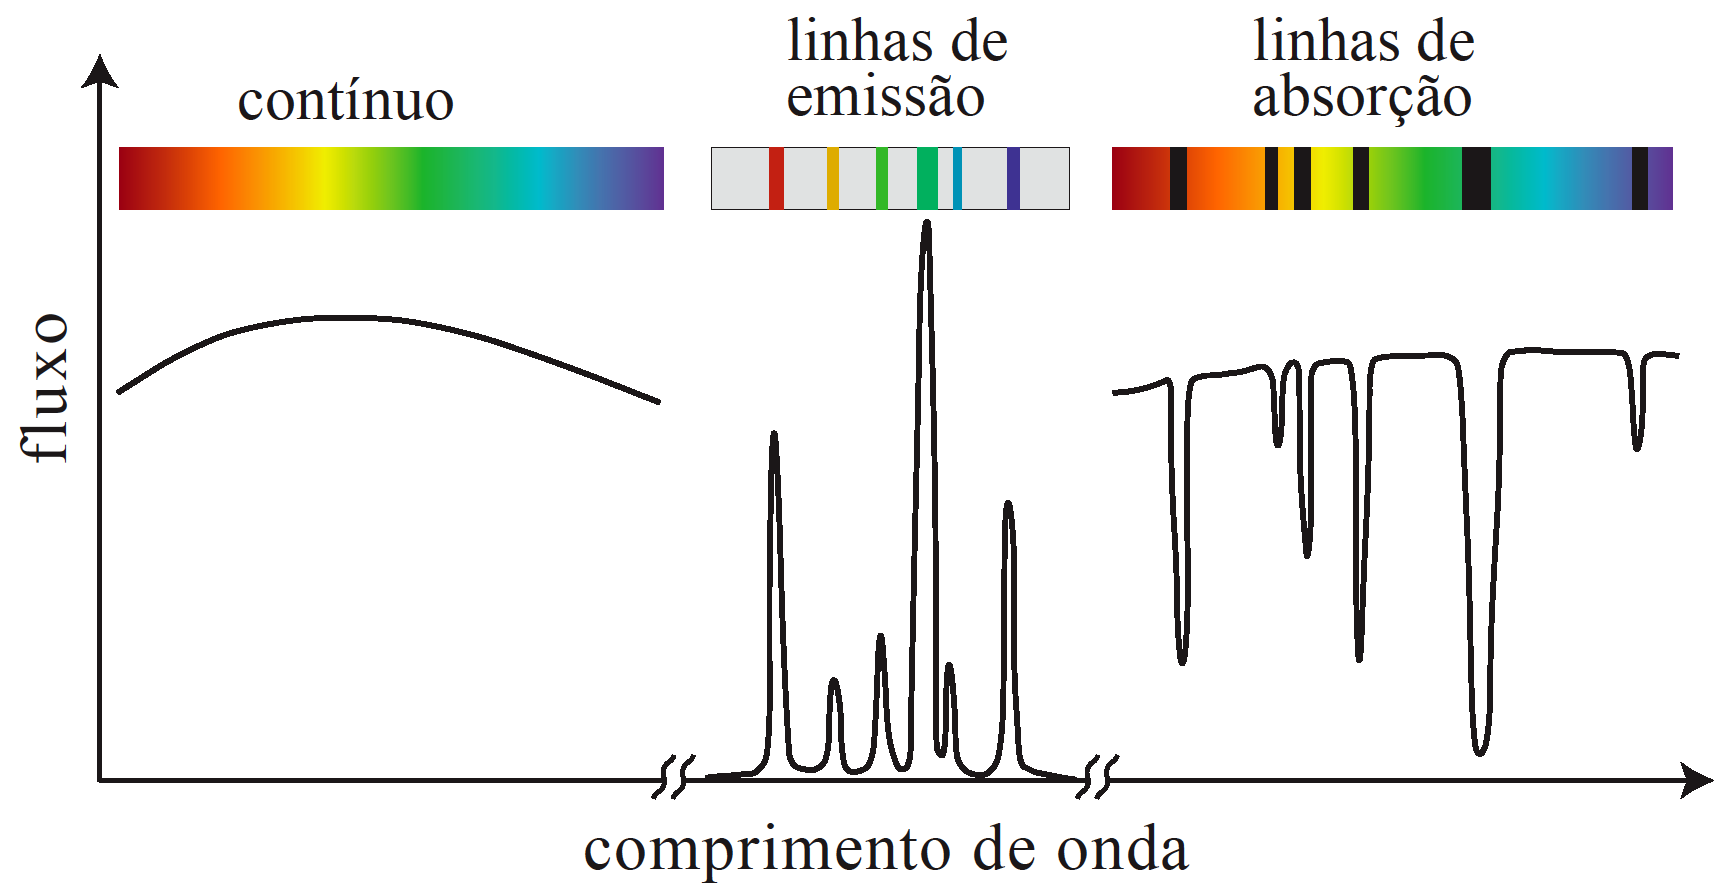 contínuo
linhas de
emissão
linhas de
absorção
fluxo
comprimento de onda